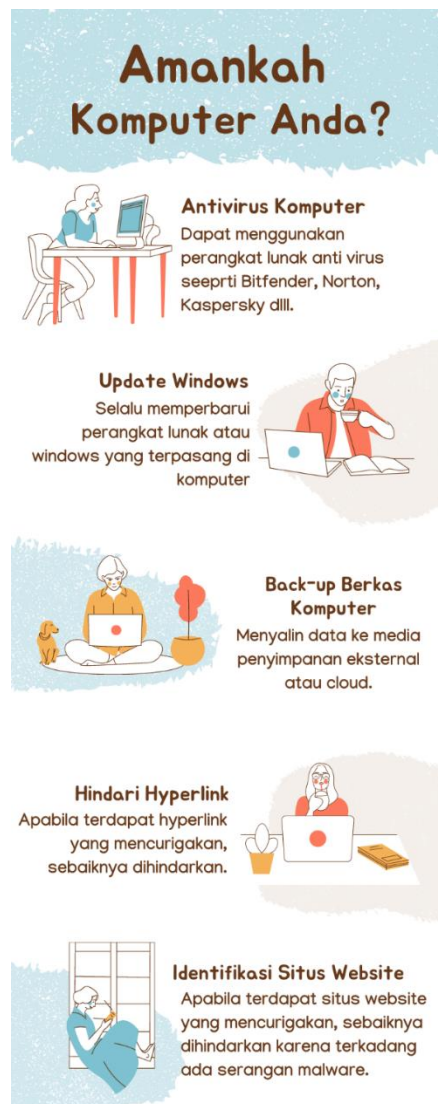 Amankah
Komputer Anda?
Antivirus Komputer
Dapat menggunakan
perangkat lunak anti virus
seeprti Bitfender, Norton,
Kaspersky dlll.
Update Windows
Selalu memperbarui
perangkat lunak atau
windows yang terpasang di
komputer
Back-up Berkas
Komputer
Menyalin data ke media
penyimpanan eksternal
atau cloud.
Hindari Hyperlink
Apabila terdapat hyperlink
yang mencurigakan,
sebaiknya dihindarkan.
Identifikasi Situs Website
Apabila terdapat situs website
yang mencurigakan, sebaiknya
dihindarkan karena terkadang
ada serangan malware.